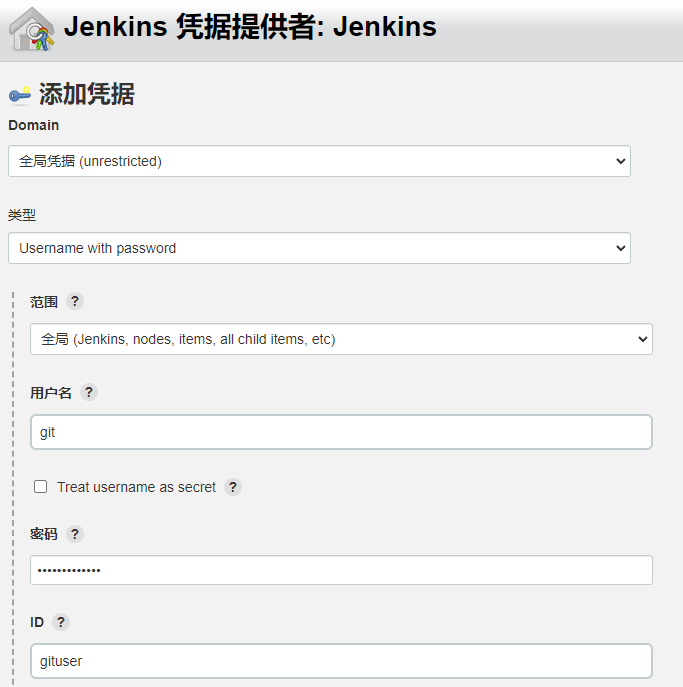 Jenkins 凭据提供者: Jenkins
添加凭据
Domain
全局凭据 (unrestricted)
类型
Username with password
范围 ?
全局 (Jenkins, nodes, items, all child items, etc)
用户名 ?
git
Treat username as secret ?
密码 ?
•••••••••••••
ID ?
gituser